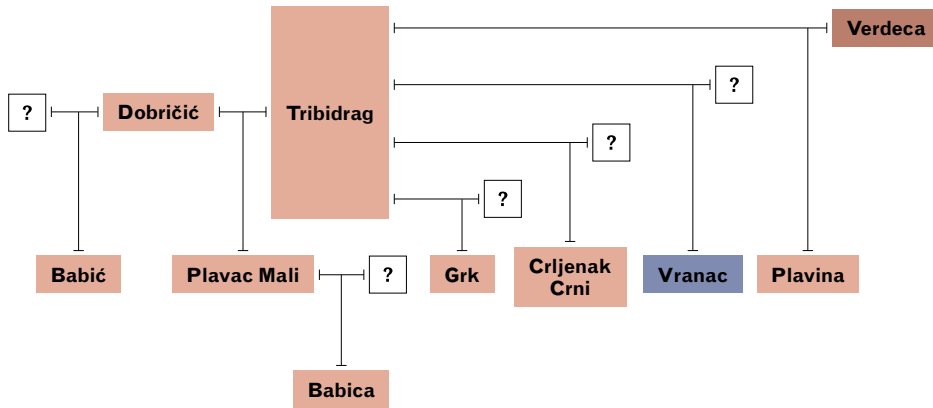 Verdeca
?
?
Dobričić
Tribidrag
?
?
Babić
Plavac Mali
?
Grk
Crljenak
Crni
Vranac
Plavina
Babica